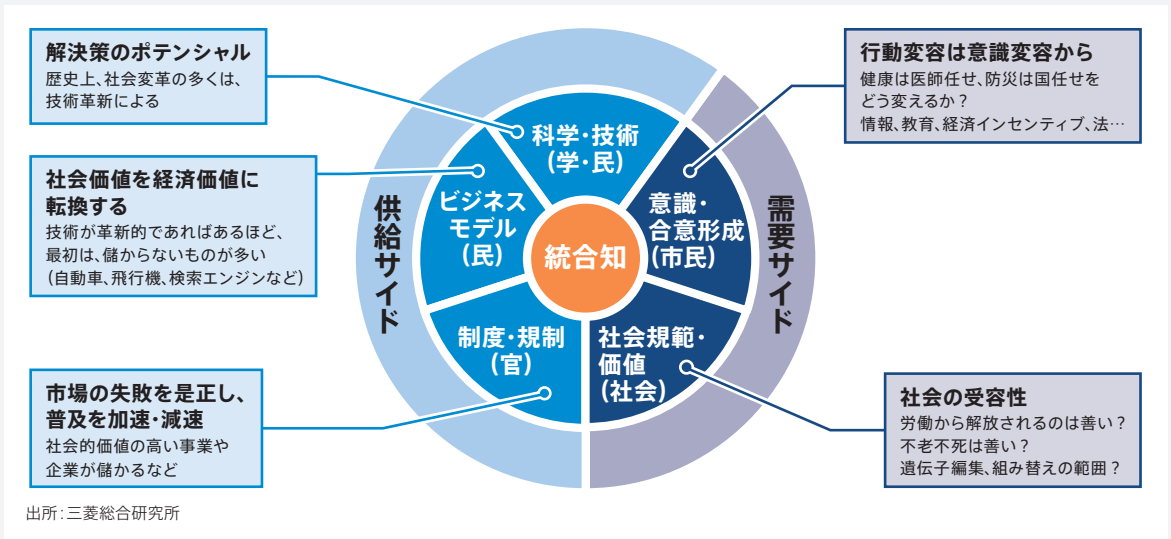 解決策のポテンシャル
歴史上、社会変革の多くは、
技術革新による
社会価値を経済価値に
転換する
技術が革新的であればあるほど、
最初は、儲からないものが多い
(自動車、飛行機、検索エンジンなど)
市場の失敗を是正し、
普及を加速・減速
社会的価値の高い事業や
企業が儲かるなど
供給サイド
科学・技術
(学・民)
ビジネス
モデル
(民)
制度・規制
(官)
統合知
意識・
合意形成
(市民)
社会規範・
価値
(社会)
需要サイド
行動変容は意識変容から
健康は医師任せ、防災は国任せを
どう変えるか？
情報、教育、経済インセンティブ、法…
社会の受容性
労働から解放されるのは善い？
不老不死は善い？
遺伝子編集、組み替えの範囲？
出所：三菱総合研究所